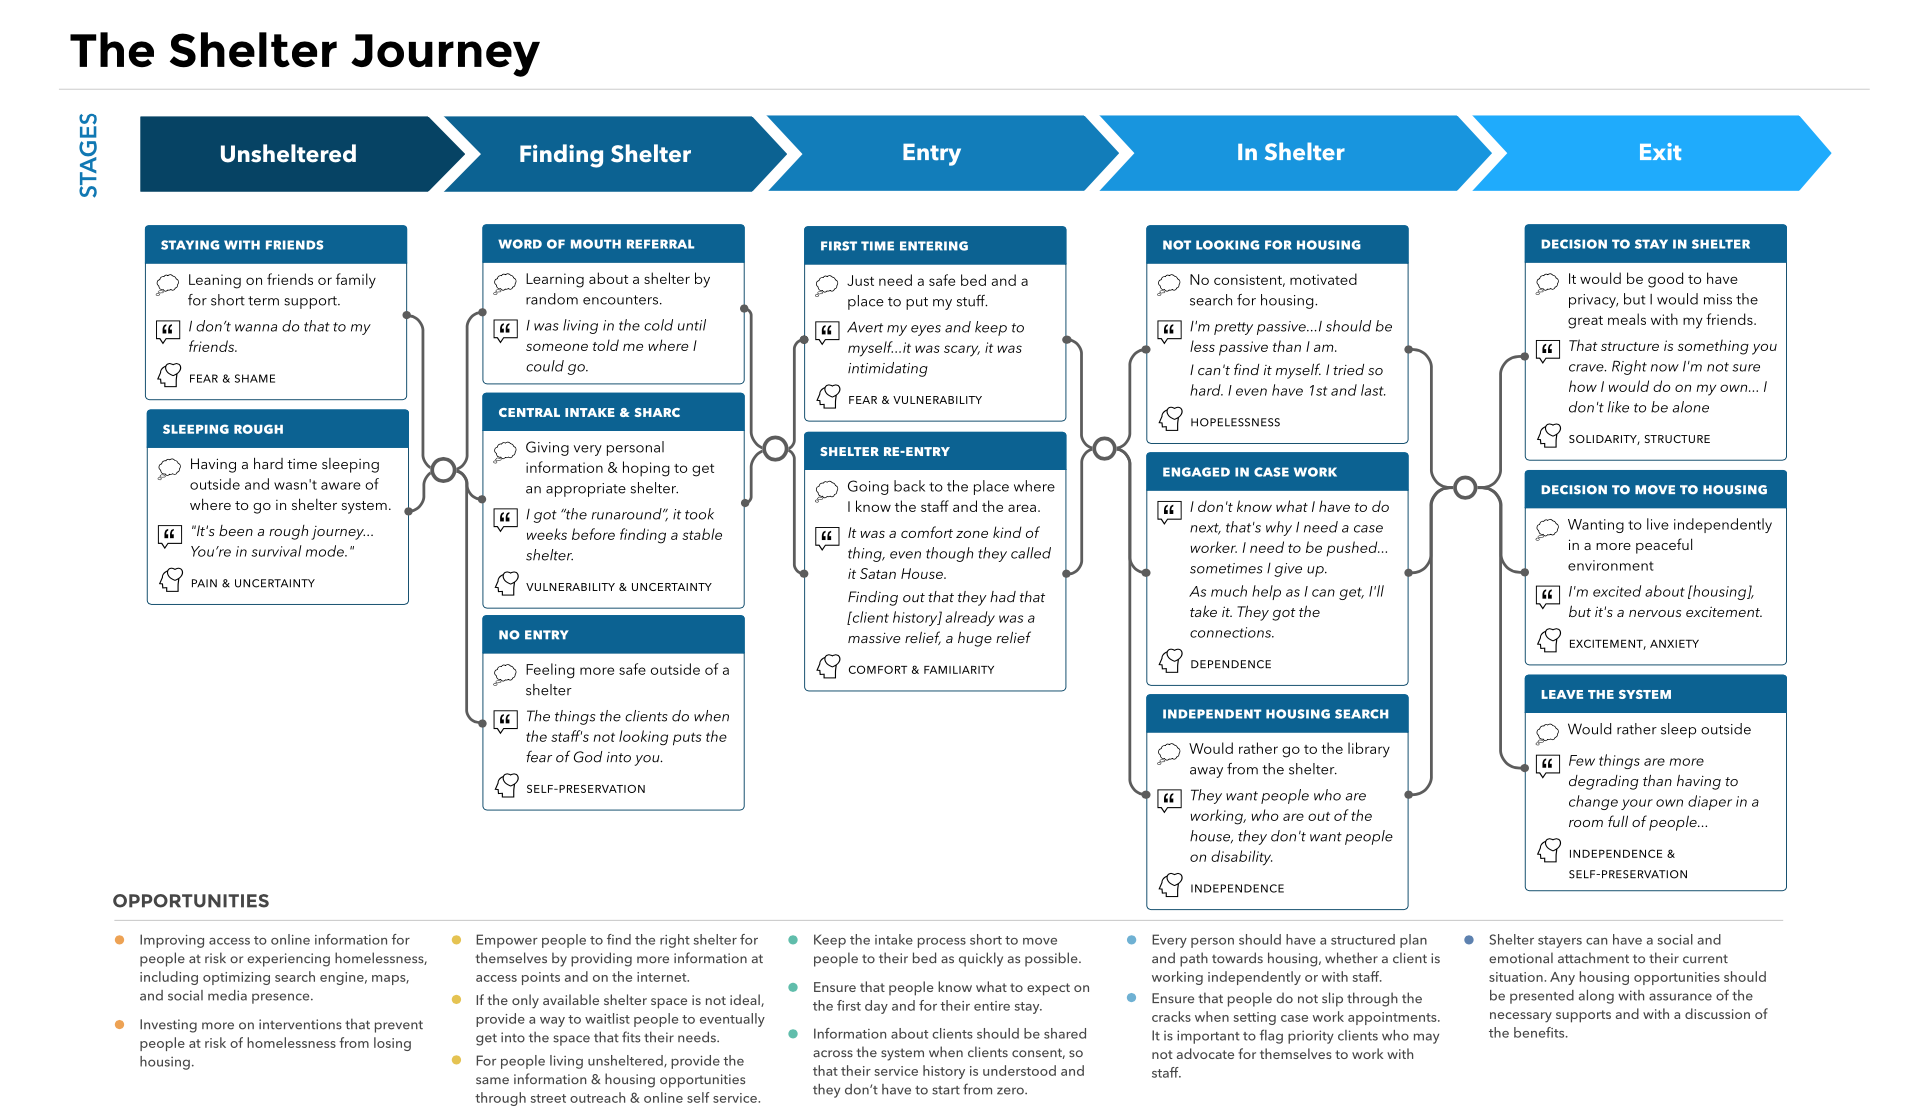 The Shelter Journey
STAGES
Unsheltered
Finding Shelter
Entry
In Shelter
Exit
STAYING WITH FRIENDS
Leaning on friends or family
for short term support.
I don’t wanna do that to my
friends.
FEAR & SHAME
SLEEPING ROUGH
Having a hard time sleeping
outside and wasn't aware of
where to go in shelter system.
"It's been a rough journey...
You’re in survival mode."
PAIN & UNCERTAINTY
WORD OF MOUTH REFERRAL
Learning about a shelter by
random encounters.
I was living in the cold until
someone told me where I
could go.
CENTRAL INTAKE & SHARC
Giving very personal
information & hoping to get
an appropriate shelter.
I got “the runaround”, it took
weeks before finding a stable
shelter.
VULNERABILITY & UNCERTAINTY
NO ENTRY
Feeling more safe outside of a
shelter
The things the clients do when
the staff's not looking puts the
fear of God into you.
SELF-PRESERVATION
FIRST TIME ENTERING
Just need a safe bed and a
place to put my stuff.
Avert my eyes and keep to
myself...it was scary, it was
intimidating
FEAR & VULNERABILITY
SHELTER RE-ENTRY
Going back to the place where
I know the staff and the area.
It was a comfort zone kind of
thing, even though they called
it Satan House.
Finding out that they had that
[client history] already was a
massive relief, a huge relief
COMFORT & FAMILIARITY
NOT LOOKING FOR HOUSING
No consistent, motivated
search for housing.
I'm pretty passive...I should be
less passive than I am.
I can't find it myself. I tried so
hard. I even have 1st and last.
HOPELESSNESS
ENGAGED IN CASE WORK
I don't know what I have to do
next, that's why I need a case
worker. I need to be pushed...
sometimes I give up.
As much help as I can get, I'll
take it. They got the
connections.
DEPENDENCE
INDEPENDENT HOUSING SEARCH
Would rather go to the library
away from the shelter.
They want people who are
working, who are out of the
house, they don't want people
on disability.
INDEPENDENCE
DECISION TO STAY IN SHELTER
It would be good to have
privacy, but I would miss the
great meals with my friends.
That structure is something you
crave. Right now I'm not sure
how I would do on my own... I
don't like to be alone
SOLIDARITY, STRUCTURE
DECISION TO MOVE TO HOUSING
Wanting to live independently
in a more peaceful
environment
I'm excited about [housing],
but it's a nervous excitement.
EXCITEMENT, ANXIETY
LEAVE THE SYSTEM
Would rather sleep outside
Few things are more
degrading than having to
change your own diaper in a
room full of people...
INDEPENDENCE &
SELF-PRESERVATION
OPPORTUNITIES
Improving access to online information for
people at risk or experiencing homelessness,
including optimizing search engine, maps,
and social media presence.
Investing more on interventions that prevent
people at risk of homelessness from losing
housing.
Empower people to find the right shelter for
themselves by providing more information at
access points and on the internet.
If the only available shelter space is not ideal,
provide a way to waitlist people to eventually
get into the space that fits their needs.
For people living unsheltered, provide the
same information & housing opportunities
through street outreach & online self service.
Keep the intake process short to move
people to their bed as quickly as possible.
Ensure that people know what to expect on
the first day and for their entire stay.
Information about clients should be shared
across the system when clients consent, so
that their service history is understood and
they don’t have to start from zero.
Every person should have a structured plan
and path towards housing, whether a client is
working independently or with staff.
Ensure that people do not slip through the
cracks when setting case work appointments.
It is important to flag priority clients who may
not advocate for themselves to work with
staff.
Shelter stayers can have a social and
emotional attachment to their current
situation. Any housing opportunities should
be presented along with assurance of the
necessary supports and with a discussion of
the benefits.